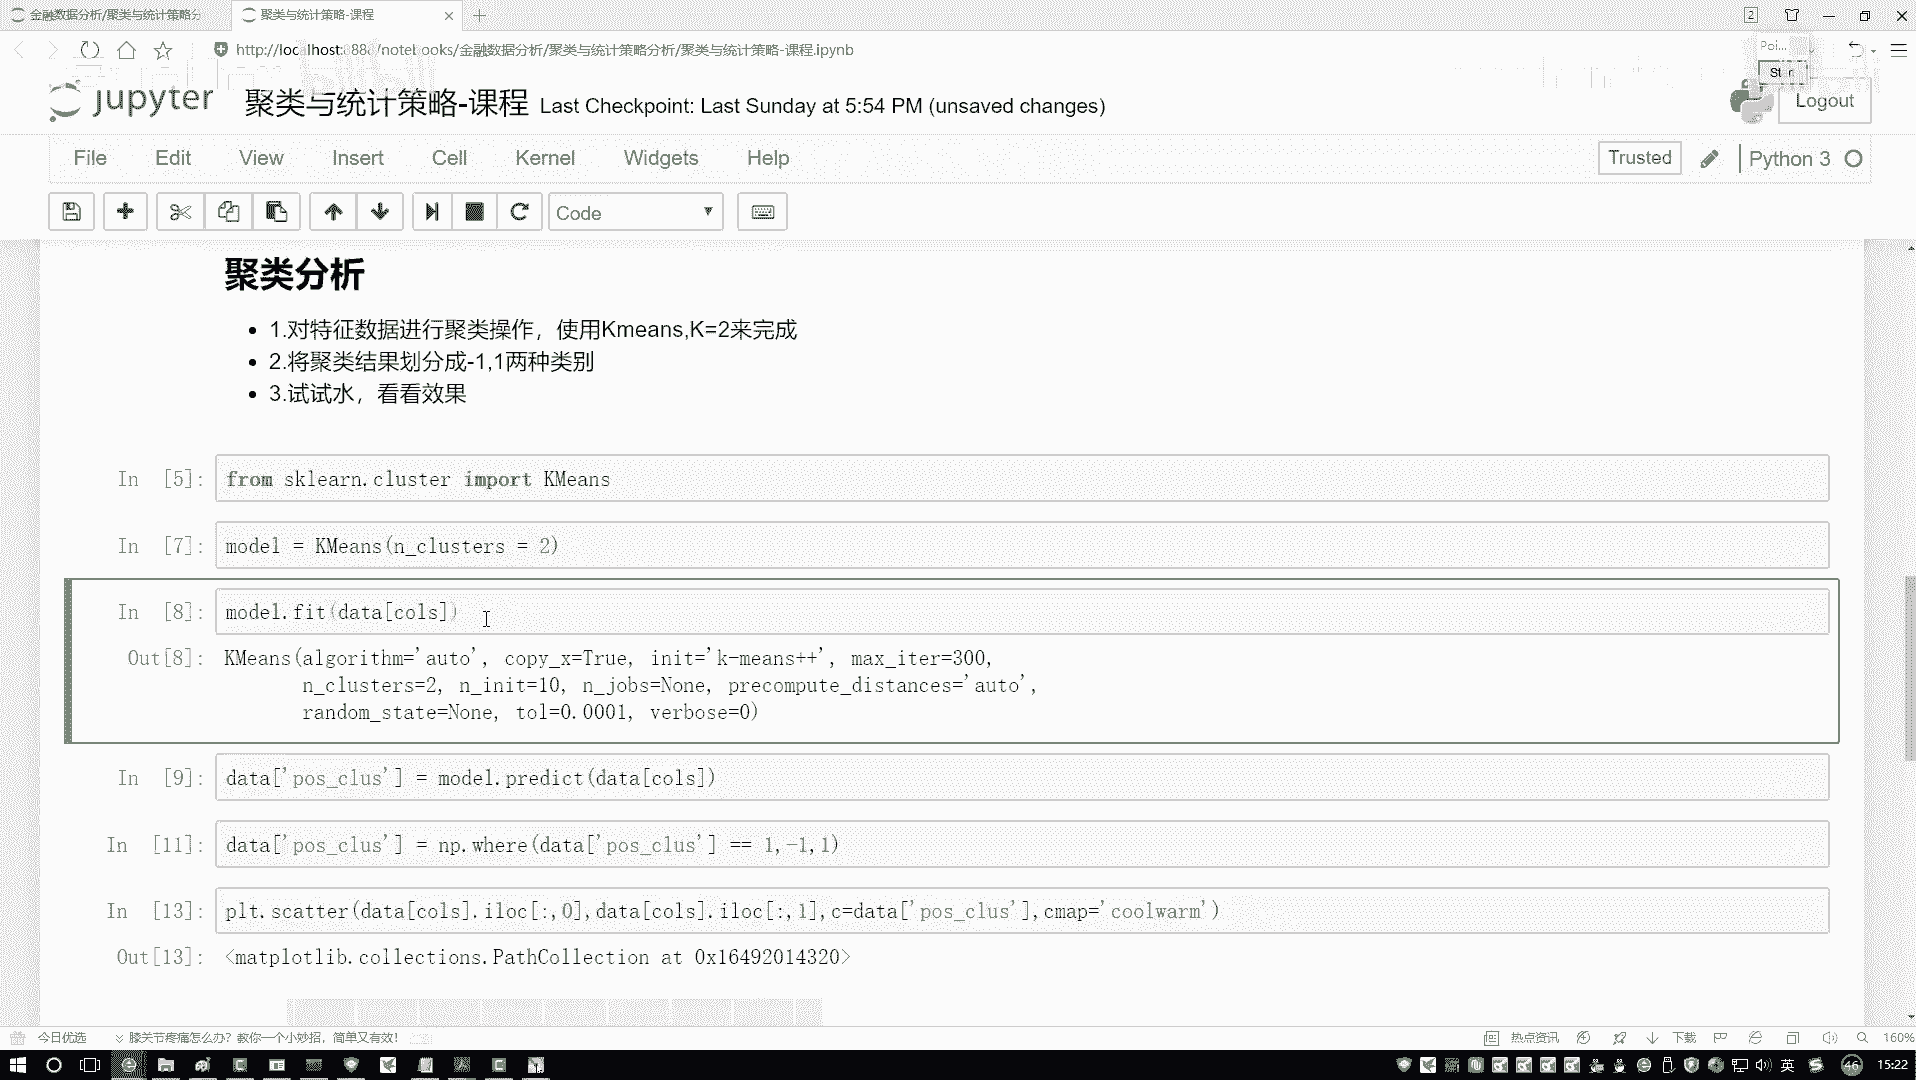 金融数据分析/聚类与统计策略分
聚类与统计策略-课程
2
http://localhost:888/notebooks/金融数据分析/聚类与统计策略分析/聚类与统计策略-课程.ipynb
jupyter 聚类与统计策略-课程 Last Checkpoint: Last Sunday at 5:54 PM (unsaved changes)
Logout
File Edit View Insert Cell Kernel Widgets Help
Trusted Python 3
Code
聚类分析
1.对特征数据进行聚类操作，使用Kmeans,K=2来完成
2.将聚类结果划分成-1,1两种类别
3.试试水，看看效果
In [5]: from sklearn.cluster import KMeans
In [7]: model = KMeans(n_clusters = 2)
In [8]: model.fit(data[cols])
Out[8]: KMeans(algorithm='auto', copy_x=True, init='k-means++', max_iter=300,
n_clusters=2, n_init=10, n_jobs=None, precompute_distances='auto',
random_state=None, tol=0.0001, verbose=0)
In [9]: data['pos_clus'] = model.predict(data[cols])
In [11]: data['pos_clus'] = np.where(data['pos_clus'] == 1,-1,1)
In [13]: plt.scatter(data[cols].iloc[:,0],data[cols].iloc[:,1],c=data['pos_clus'],cmap='coolwarm')
Out[13]: <matplotlib.collections.PathCollection at 0x16492014320>
今日优选 膝关节疼痛怎么办？教你一个小妙招，简单又有效！
热点资讯 下载 160%
英 46 15:22